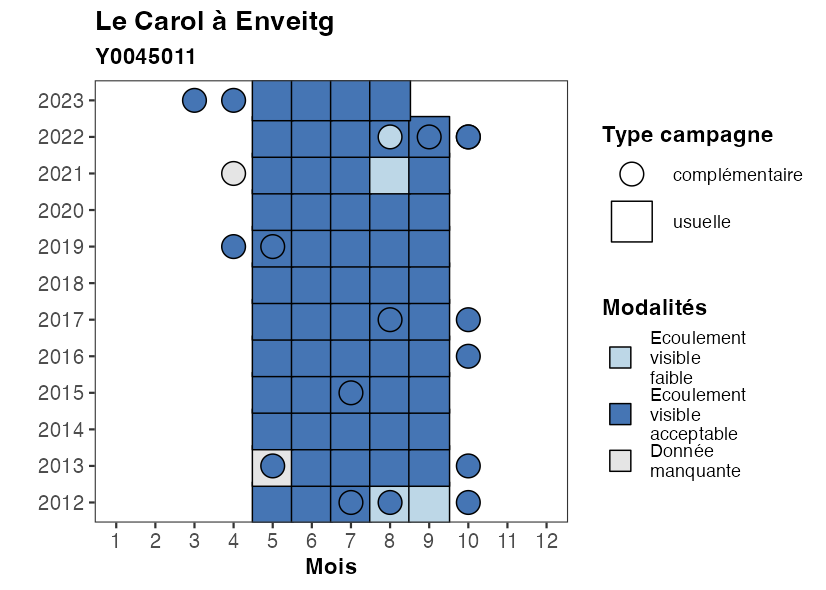 Le Carol à Enveitg
Y0045011
2023
2022
2021
2020
2019
2018
2017
2016
2015
2014
2013
2012
1 2 3 4 5 6 7 8 9 10 11 12
Mois
Type campagne
complémentaire
usuelle
Modalités
Ecoulement
visible
faible
Ecoulement
visible
acceptable
Donnée
manquante